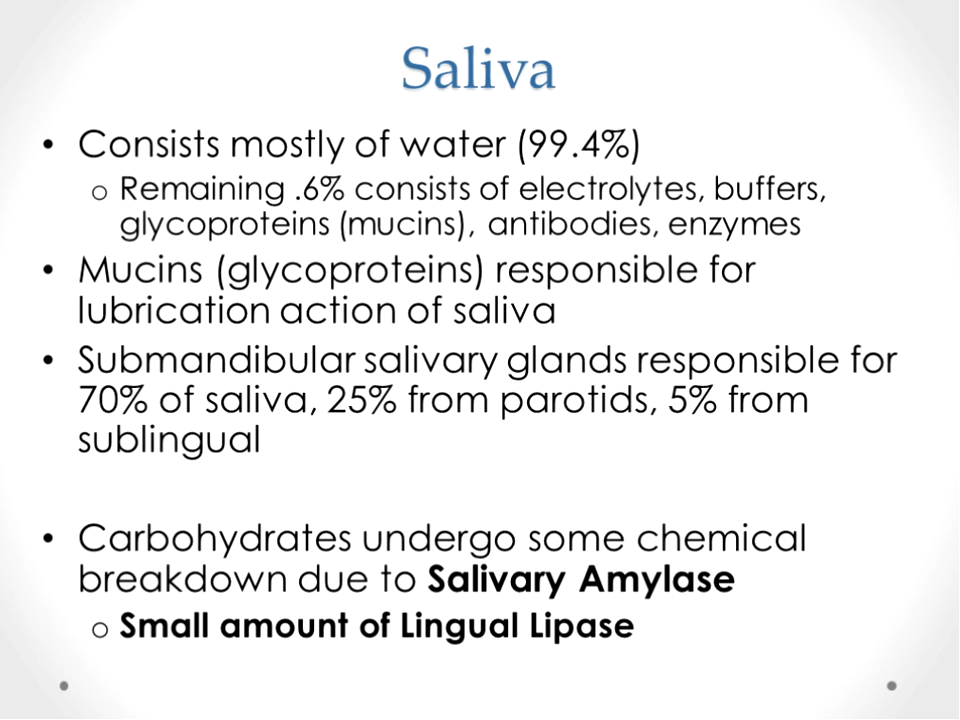 Saliva
• Consists mostly of water (99.4%)
o Remaining .6% consists of electrolytes, buffers,
glycoproteins (mucins), antibodies, enzymes
• Mucins (glycoproteins) responsible for
lubrication action of saliva
• Submandibular salivary glands responsible for
70% of saliva, 25% from parotids, 5% from
sublingual
• Carbohydrates undergo some chemical
breakdown due to Salivary Amylase
o Small amount of Lingual Lipase